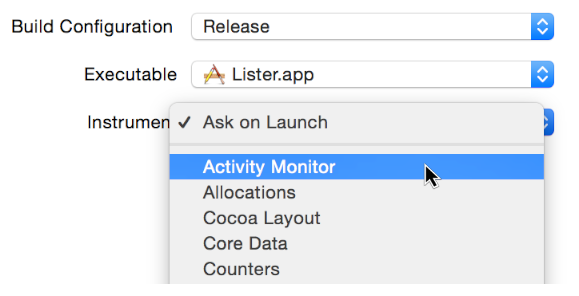 Build Configuration Release
Executable Lister.app
Instrumen ✓ Ask on Launch
Activity Monitor
Allocations
Cocoa Layout
Core Data
Counters